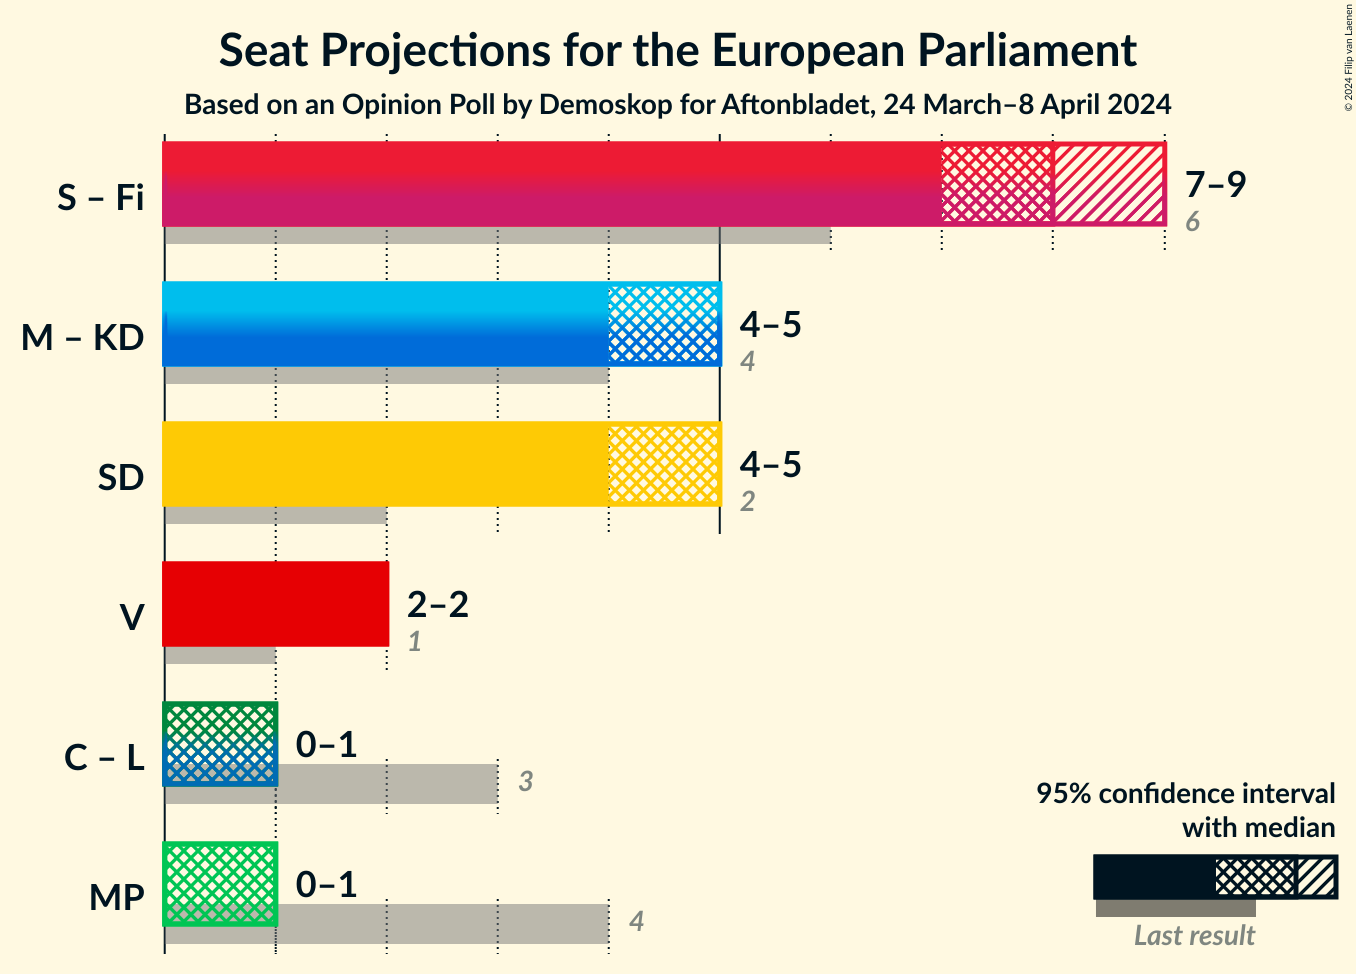 Seat Projections for the European Parliament
Based on an Opinion Poll by Demoskop for Aftonbladet, 24 March–8 April 2024
© 2024 Filip van Laenen
S – Fi
7–9
6
M – KD
4–5
4
SD
4–5
2
V
2–2
1
C – L
0–1
3
MP
0–1
4
95% confidence interval
with median
Last result